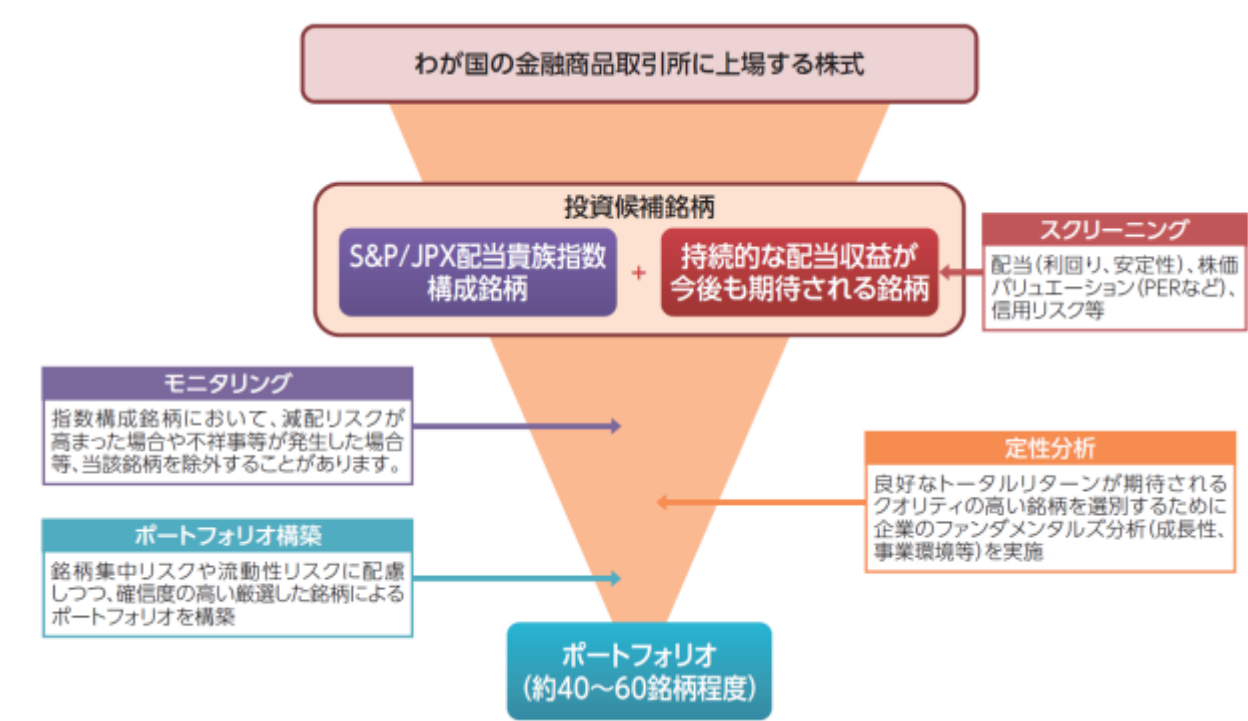 わが国の金融商品取引所に上場する株式
投資候補銘柄
S&P/JPX配当貴族指数
構成銘柄
+
持続的な配当収益が
今後も期待される銘柄
スクリーニング
配当(利回り、安定性)、株価
バリュエーション(PERなど)、
信用リスク等
モニタリング
指数構成銘柄において、減配リスクが
高まった場合や不祥事等が発生した場合
等、当該銘柄を除外することがあります。
定性分析
良好なトータルリターンが期待される
クオリティの高い銘柄を選別するために
企業のファンダメンタルズ分析(成長性、
事業環境等)を実施
ポートフォリオ構築
銘柄集中リスクや流動性リスクに配慮
しつつ、確信度の高い厳選した銘柄による
ポートフォリオを構築
ポートフォリオ
(約40～60銘柄程度)